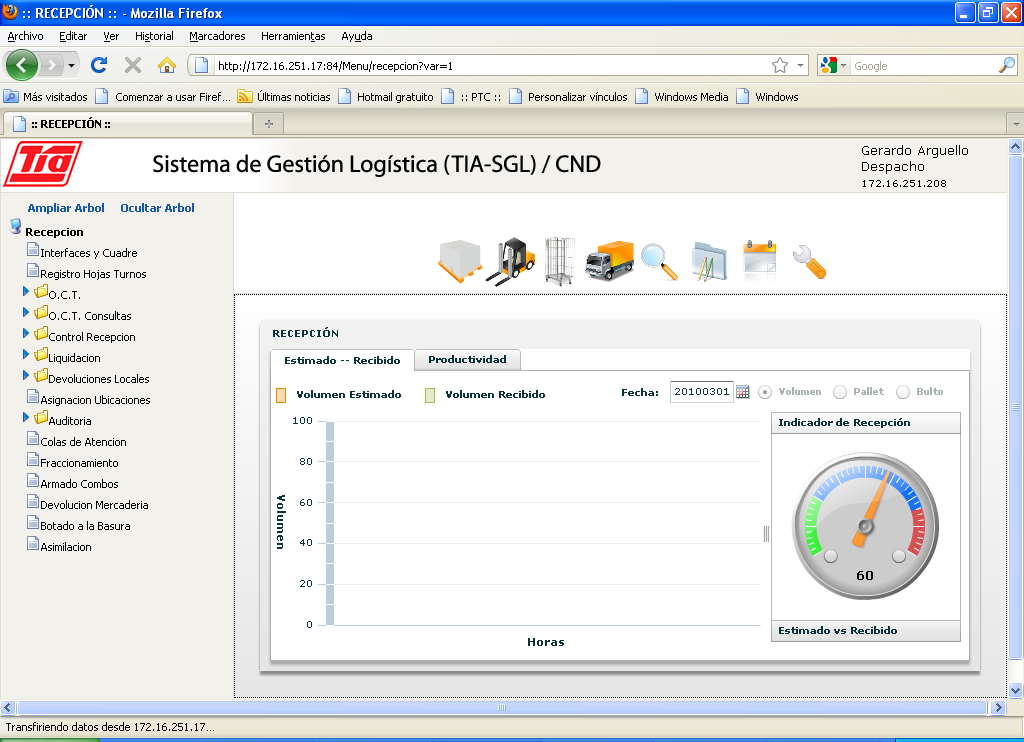 :: RECEPCIÓN :: - Mozilla Firefox
Archivo Editar Ver Historial Marcadores Herramientas Ayuda
http://172.16.251.17:84/Menu/recepcion?var=1
Google
Más visitados Comenzar a usar Firef... Últimas noticias Hotmail gratuito :: PTC :: Personalizar vínculos Windows Media Windows
:: RECEPCIÓN ::
Tia
Sistema de Gestión Logística (TIA-SGL) / CND
Gerardo Arguello
Despacho
172.16.251.208
Ampliar Arbol Ocultar Arbol
Recepcion
Interfaces y Cuadre
Registro Hojas Turnos
O.C.T.
O.C.T. Consultas
Control Recepcion
Liquidacion
Devoluciones Locales
Asignacion Ubicaciones
Auditoria
Colas de Atencion
Fraccionamiento
Armado Combos
Devolucion Mercaderia
Botado a la Basura
Asimilacion
RECEPCIÓN
Estimado -- Recibido Productividad
Volumen Estimado Volumen Recibido Fecha: 20100301 Volumen Pallet Bulto
100
80
60
40
20
0
Volumen
Horas
Indicador de Recepción
60
Estimado vs Recibido
Transfiriendo datos desde 172.16.251.17...